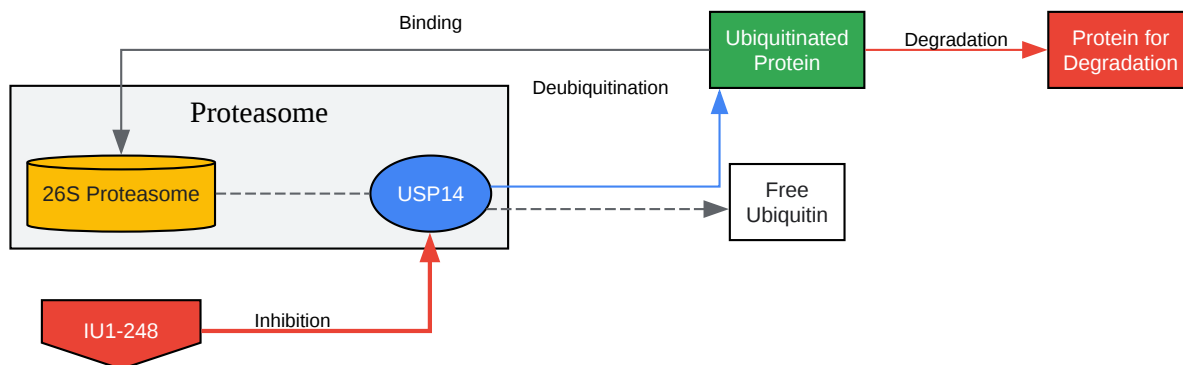 Binding
Ubiquitinated
Protein
Degradation
Protein for
Degradation
Deubiquitination
Proteasome
26S Proteasome
USP14
Free
Ubiquitin
IU1-248
Inhibition